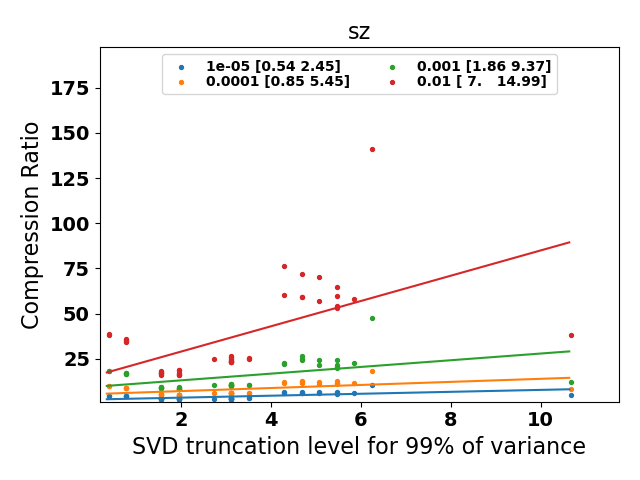 sz
1e-05 [0.54 2.45]
0.0001 [0.85 5.45]
0.001 [1.86 9.37]
0.01 [ 7.   14.99]
Compression Ratio
175
150
125
100
75
50
25
2 4 6 8 10
SVD truncation level for 99% of variance